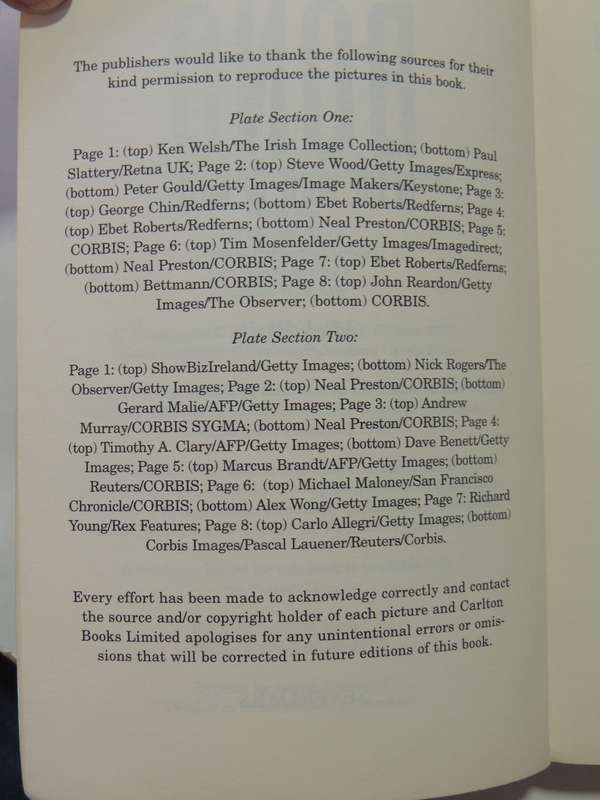 The publishers would like to thank the following sources for their
kind permission to reproduce the pictures in this book.
Plate Section One:
Page 1: (top) Ken Welsh/The Irish Image Collection; (bottom) Paul
Slattery/Retna UK; Page 2: (top) Steve Wood/Getty Images/Express;
(bottom) Peter Gould/Getty Images/Image Makers/Keystone; Page 3:
(top) George Chin/Redferns; (bottom) Ebet Roberts/Redferns; Page 4:
(top) Ebet Roberts/Redferns; (bottom) Neal Preston/CORBIS; Page 5:
CORBIS; Page 6: (top) Tim Mosenfelder/Getty Images/Imagedirect;
(bottom) Neal Preston/CORBIS; Page 7: (top) Ebet Roberts/Redferns;
(bottom) Bettmann/CORBIS; Page 8: (top) John Reardon/Getty
Images/The Observer; (bottom) CORBIS.
Plate Section Two:
Page 1: (top) ShowBizIreland/Getty Images; (bottom) Nick Rogers/The
Observer/Getty Images; Page 2: (top) Neal Preston/CORBIS; (bottom)
Gerard Malie/AFP/Getty Images; Page 3: (top) Andrew
Murray/CORBIS SYGMA; (bottom) Neal Preston/CORBIS; Page 4:
(top) Timothy A. Clary/AFP/Getty Images; (bottom) Dave Benett/Getty
Images; Page 5: (top) Marcus Brandt/AFP/Getty Images; (bottom)
Reuters/CORBIS; Page 6: (top) Michael Maloney/San Francisco
Chronicle/CORBIS; (bottom) Alex Wong/Getty Images; Page 7: Richard
Young/Rex Features; Page 8: (top) Carlo Allegri/Getty Images; (bottom)
Corbis Images/Pascal Lauener/Reuters/Corbis.
Every effort has been made to acknowledge correctly and contact
the source and/or copyright holder of each picture and Carlton
Books Limited apologises for any unintentional errors or omis-
sions that will be corrected in future editions of this book.